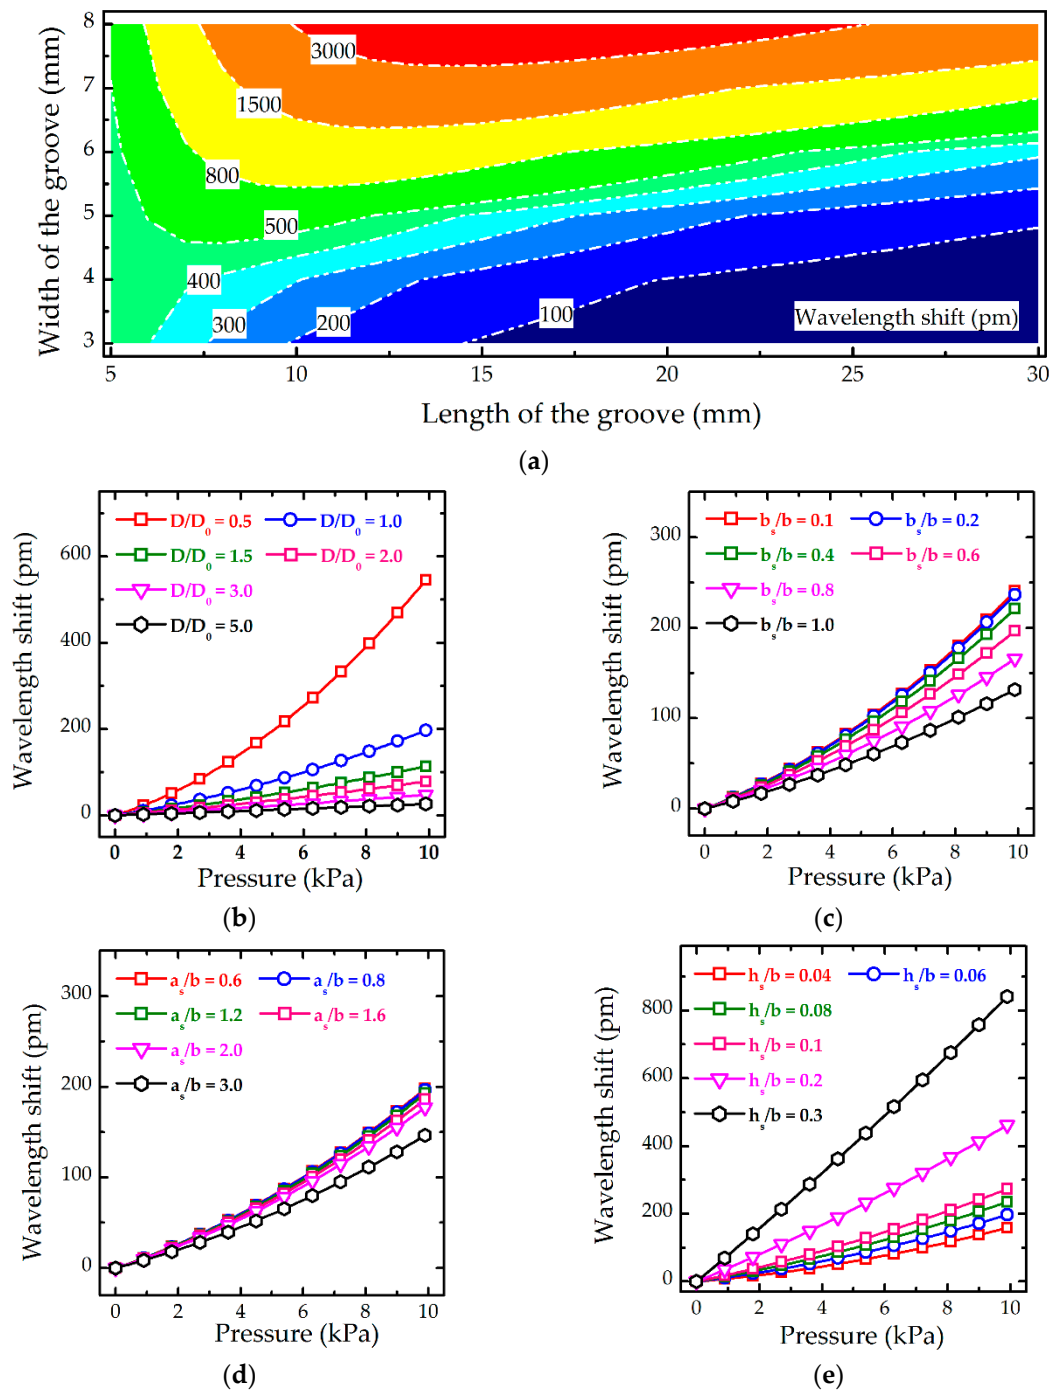 8
7
6
5
4
3
Width of the groove (mm)
3000
1500
800
500
400
300
200
100
Wavelength shift (pm)
5 10 15 20 25 30
Length of the groove (mm)
(a)
D/D0 = 0.5 D/D0 = 1.0
D/D0 = 1.5 D/D0 = 2.0
D/D0 = 3.0
D/D0 = 5.0
600
400
200
0
Wavelength shift (pm)
0 2 4 6 8 10
Pressure (kPa)
(b)
bs/b = 0.1 bs/b = 0.2
bs/b = 0.4 bs/b = 0.6
bs/b = 0.8
bs/b = 1.0
300
200
100
0
Wavelength shift (pm)
0 2 4 6 8 10
Pressure (kPa)
(c)
as/b = 0.6 as/b = 0.8
as/b = 1.2 as/b = 1.6
as/b = 2.0
as/b = 3.0
300
200
100
0
Wavelength shift (pm)
0 2 4 6 8 10
Pressure (kPa)
(d)
hs/b = 0.04 hs/b = 0.06
hs/b = 0.08
hs/b = 0.1
hs/b = 0.2
hs/b = 0.3
800
600
400
200
0
Wavelength shift (pm)
0 2 4 6 8 10
Pressure (kPa)
(e)